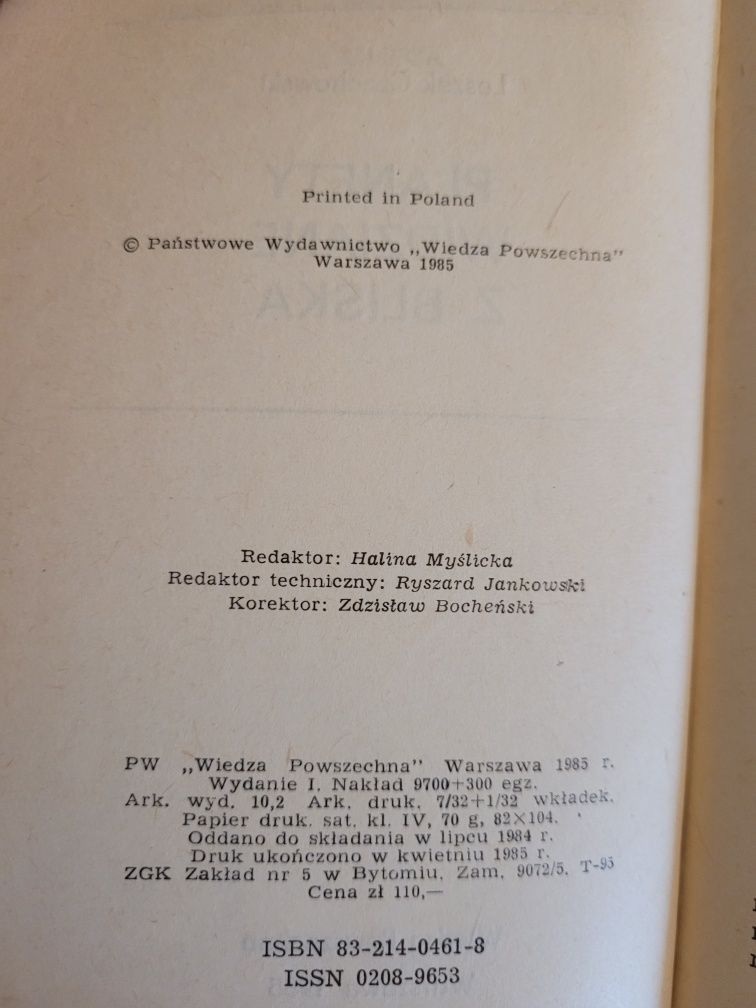 Printed in Poland
© Państwowe Wydawnictwo „Wiedza Powszechna”
Warszawa 1985
Redaktor: Halina Myślicka
Redaktor techniczny: Ryszard Jankowski
Korektor: Zdzisław Bocheński
PW „Wiedza Powszechna” Warszawa 1985 r.
Wydanie I. Nakład 9700+300 egz.
Ark. wyd. 10,2 Ark. druk. 7/32+1/32 wkładek.
Papier druk. sat. kl. IV, 70 g, 82×104.
Oddano do składania w lipcu 1984 r.
Druk ukończono w kwietniu 1985 r.
ZGK Zakład nr 5 w Bytomiu, Zam. 9072/5. T-95
Cena zł 110,—
ISBN 83-214-0461-8
ISSN 0208-9653